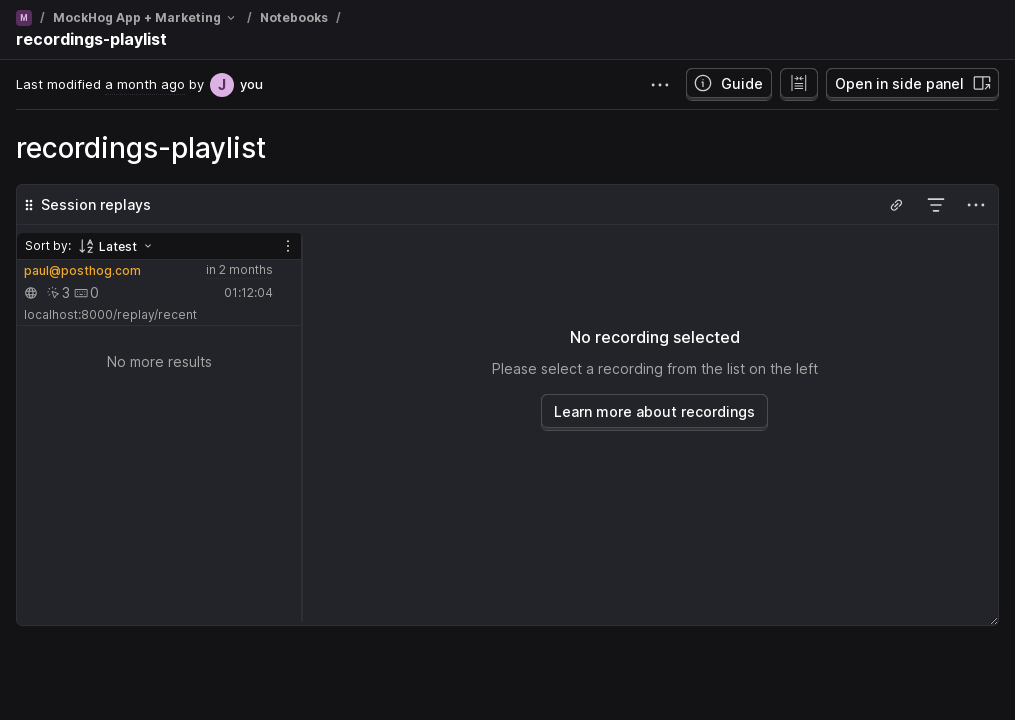 M / MockHog App + Marketing / Notebooks /
recordings-playlist
Last modified a month ago by J you
Guide
Open in side panel
recordings-playlist
Session replays
Sort by: Latest
paul@posthog.com in 2 months
3 0 01:12:04
localhost:8000/replay/recent
No more results
No recording selected
Please select a recording from the list on the left
Learn more about recordings